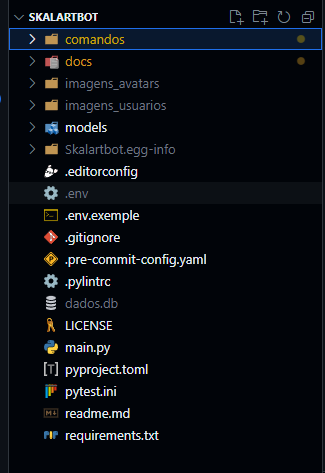 SKALARTBOT
comandos
docs
imagens_avatars
imagens_usuarios
models
Skalartbot.egg-info
.editorconfig
.env
.env.exemple
.gitignore
.pre-commit-config.yaml
.pylintrc
dados.db
LICENSE
main.py
pyproject.toml
pytest.ini
readme.md
requirements.txt